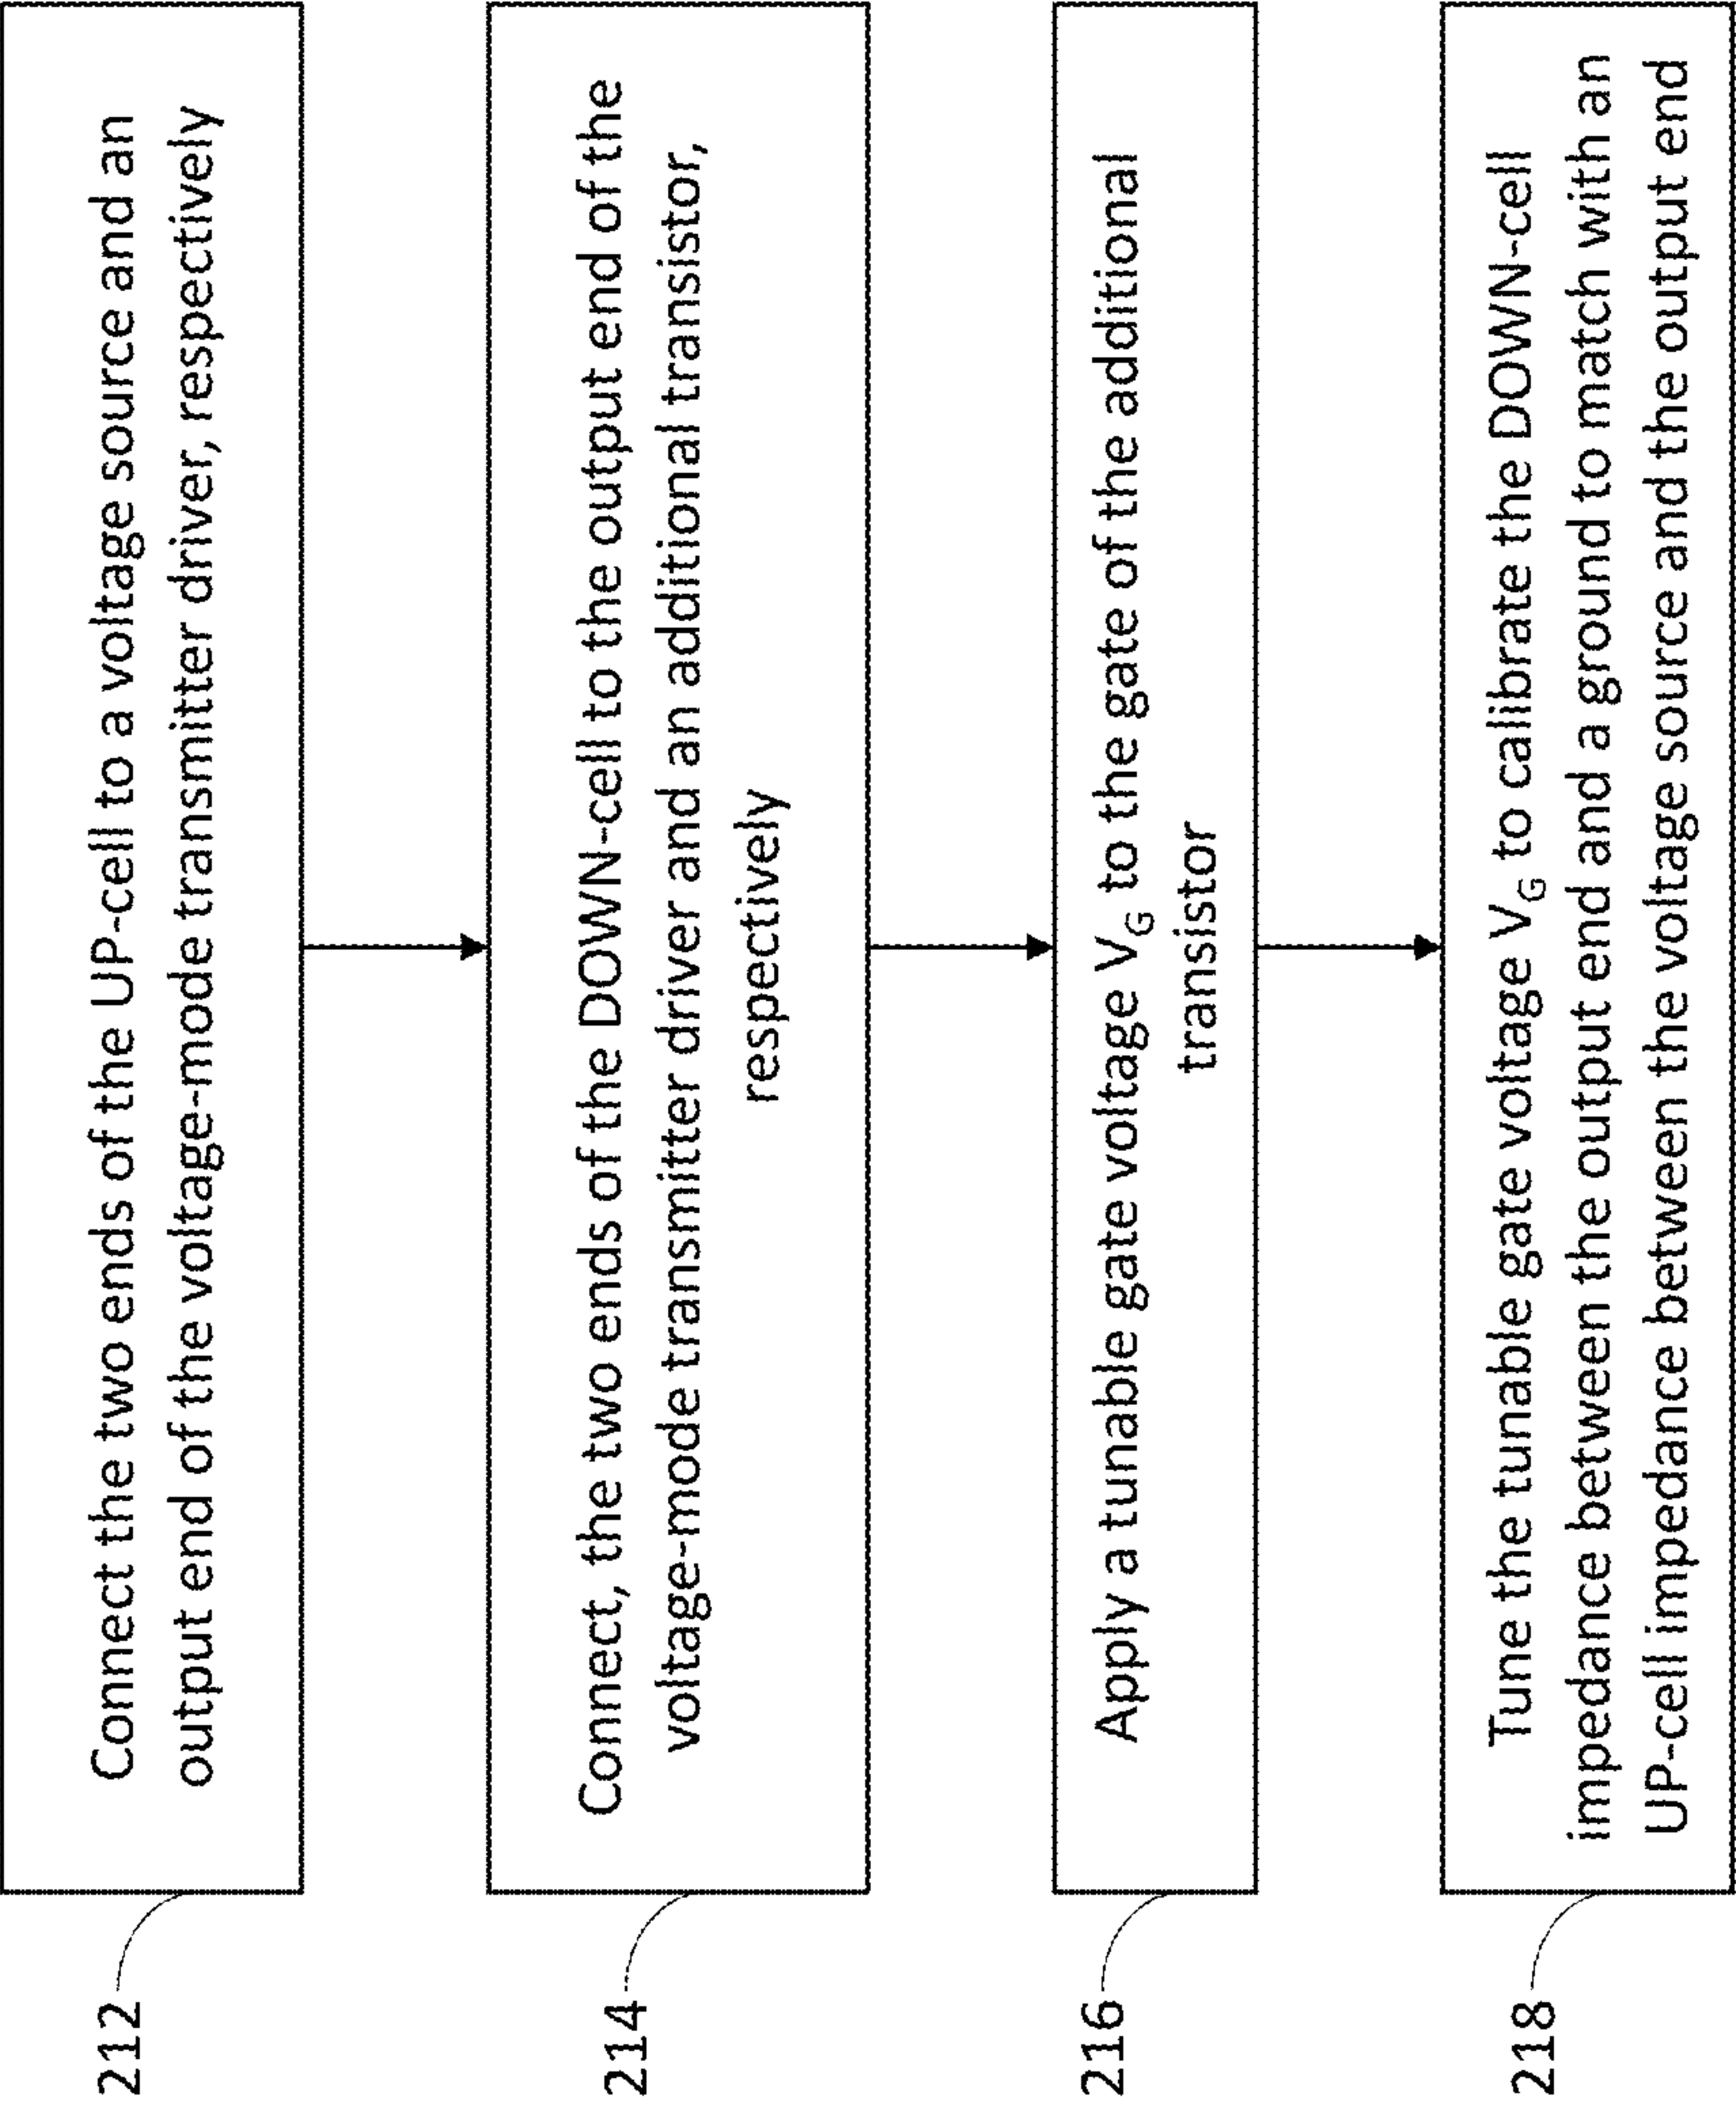 212
Connect the two ends of the UP-cell to a voltage source and an
output end of the voltage-mode transmitter driver, respectively
214
Connect, the two ends of the DOWN-cell to the output end of the
voltage-mode transmitter driver and an additional transistor,
respectively
216
Apply a tunable gate voltage V_G to the gate of the additional
transistor
218
Tune the tunable gate voltage V_G to calibrate the DOWN-cell
impedance between the output end and a ground to match with an
UP-cell impedance between the voltage source and the output end